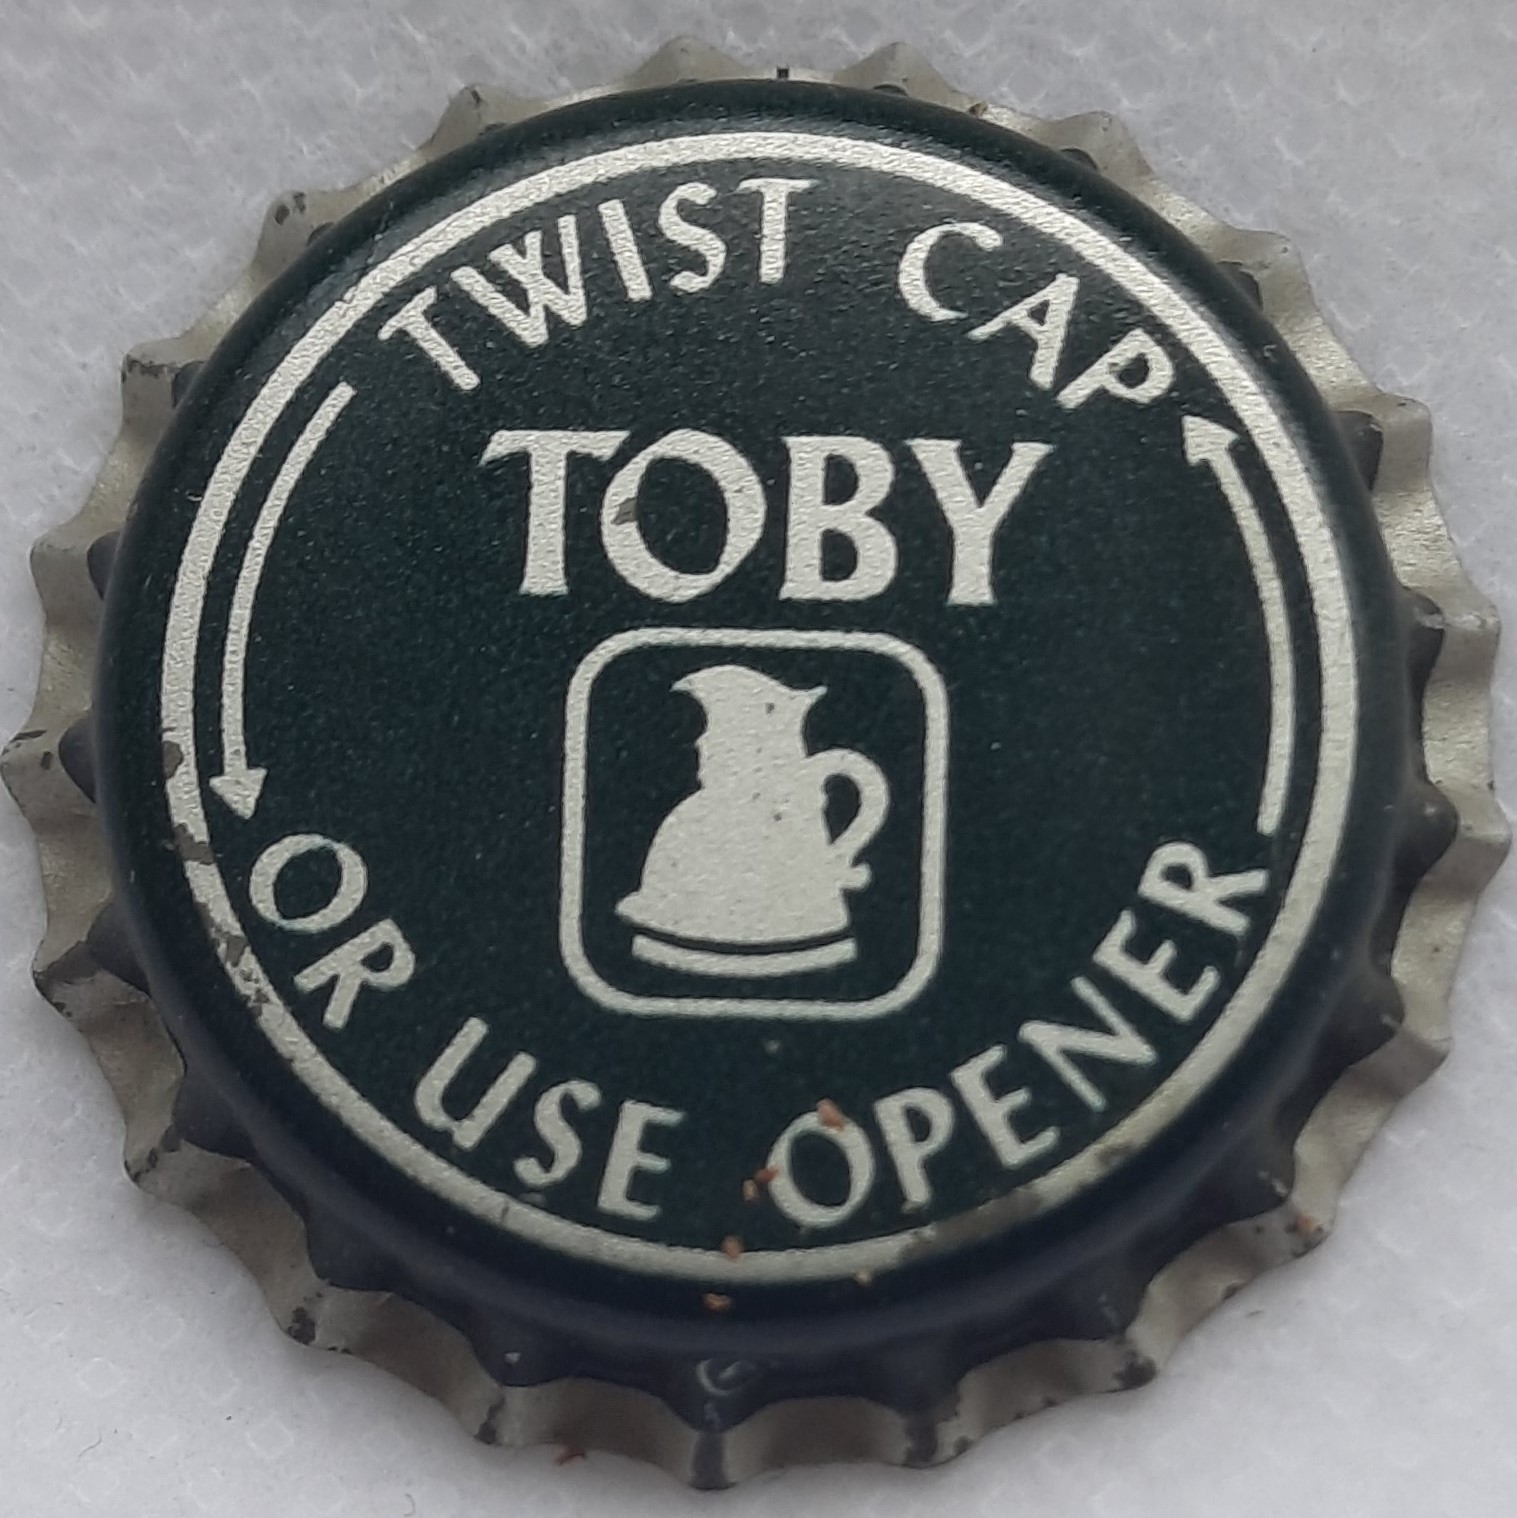 TWIST CAP
TOBY
OR USE OPENER